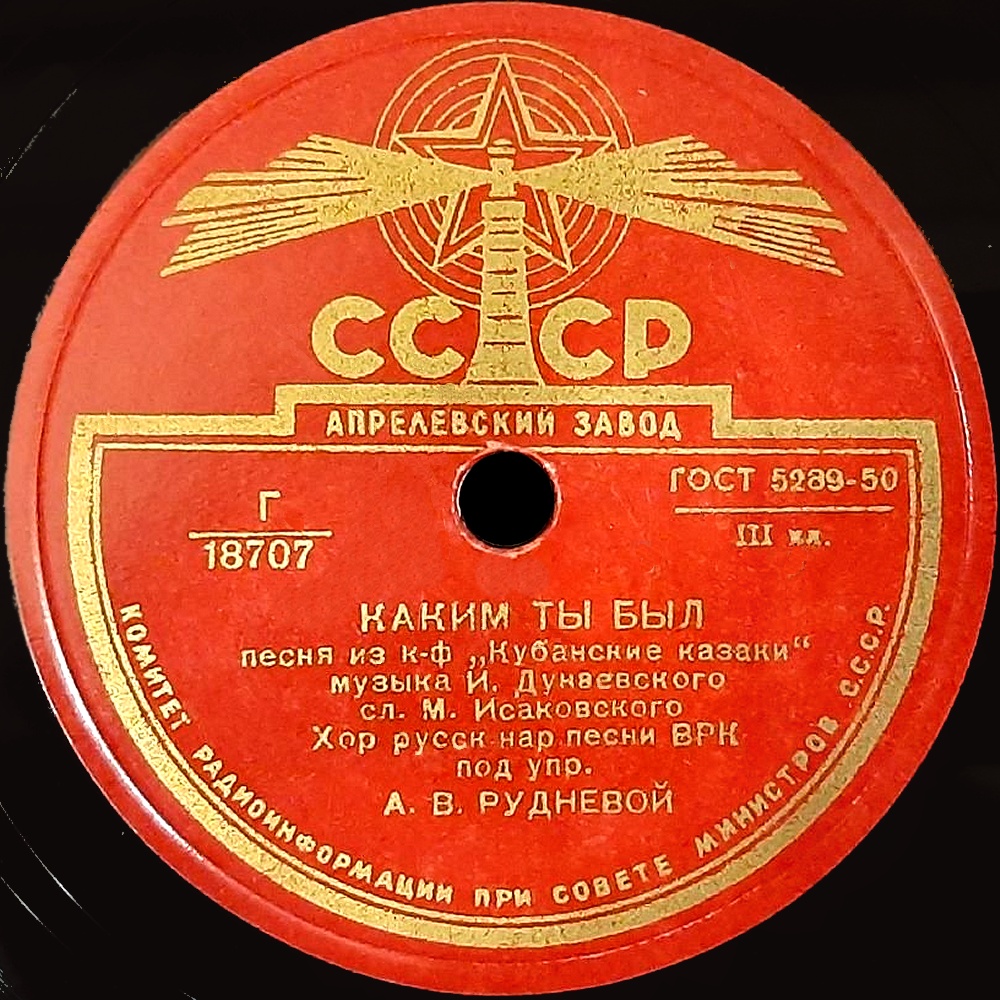 СССР
АПРЕЛЕВСКИЙ ЗАВОД
Г
18707
ГОСТ 5289-50
III кл.
КАКИМ ТЫ БЫЛ
песня из к-ф „Кубанские казаки“
музыка И. Дунаевского
сл. М. Исаковского
Хор русск нар песни ВРК
под упр.
А. В. РУДНЕВОЙ
КОМИТЕТ РАДИОИНФОРМАЦИИ ПРИ СОВЕТЕ МИНИСТРОВ С.С.С.Р.